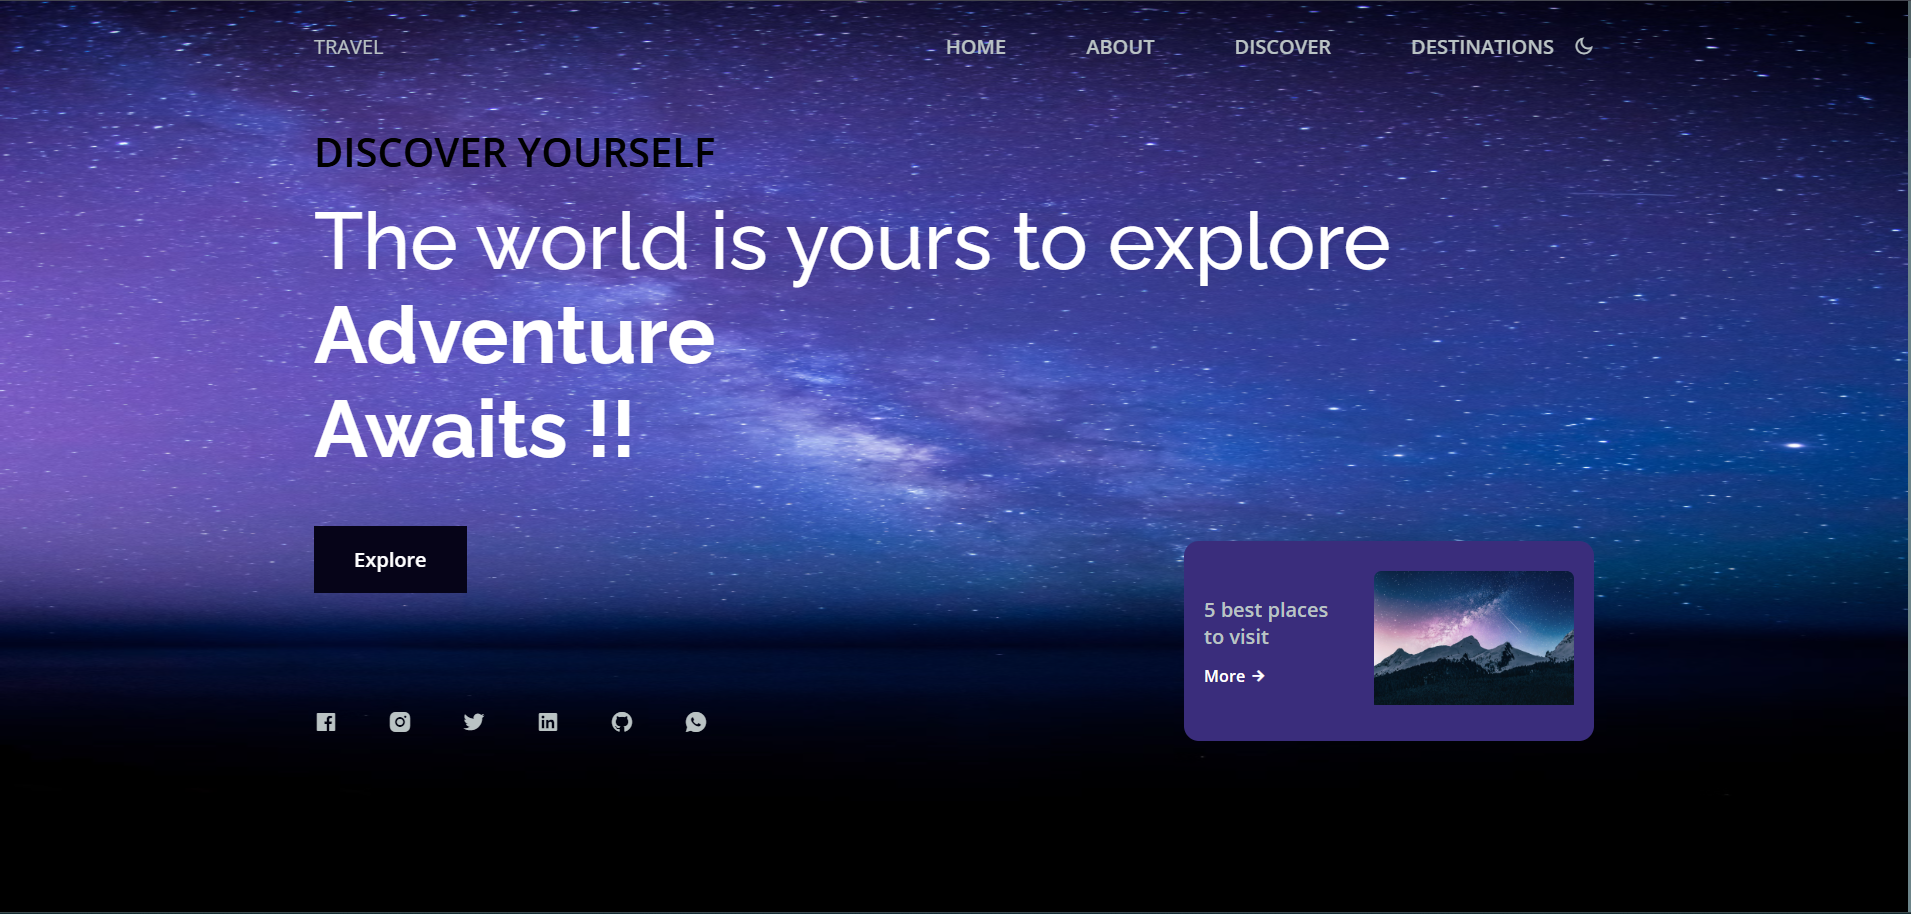 TRAVEL
HOME ABOUT DISCOVER DESTINATIONS
DISCOVER YOURSELF
The world is yours to explore
Adventure
Awaits !!
Explore
5 best places
to visit
More →